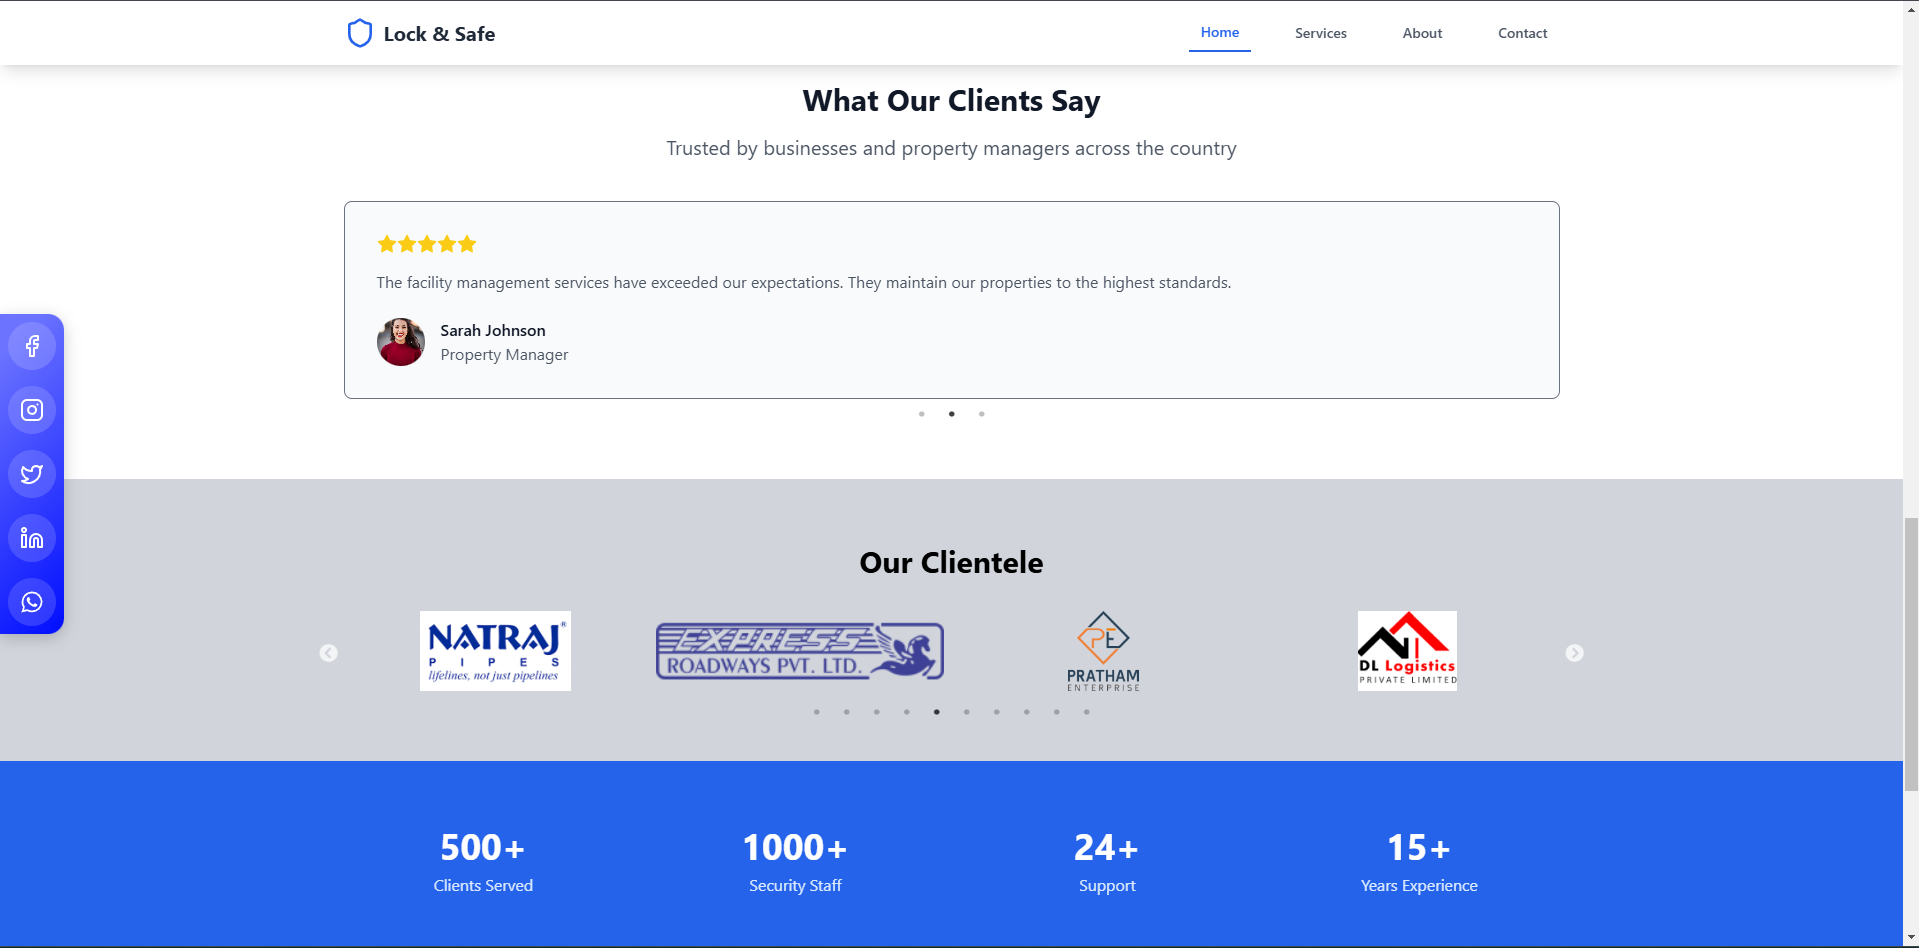 Lock & Safe
Home Services About Contact
What Our Clients Say
Trusted by businesses and property managers across the country
The facility management services have exceeded our expectations. They maintain our properties to the highest standards.
Sarah Johnson
Property Manager
Our Clientele
NATRAJ®
PIPES
lifelines, not just pipelines
EXPRESS
ROADWAYS PVT. LTD.
PE
PRATHAM
ENTERPRISE
DL Logistics
PRIVATE LIMITED
500+ 1000+ 24+ 15+
Clients Served Security Staff Support Years Experience